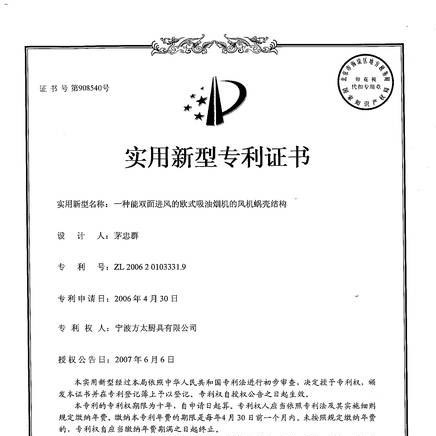 证书号第908540号
印花税
代扣专用章
实用新型专利证书
实用新型名称：一种能双面进风的欧式吸油烟机的风机蜗壳结构
设计人：茅忠群
专利号：ZL 2006 2 0103331.9
专利申请日：2006年4月30日
专利权人：宁波方太厨具有限公司
授权公告日：2007年6月6日
本实用新型经过本局依照中华人民共和国专利法进行初步审查，决定授予专利权，颁
发本证书并在专利登记簿上予以登记。专利权自授权公告之日起生效。
本专利的专利权期限为十年，自申请日起算。专利权人应当依照专利法及其实施细则
规定缴纳年费。缴纳本专利年费的期限是每年4月30日前一个月内。未按照规定缴纳年费
的，专利权自应当缴纳年费期满之日起终止。